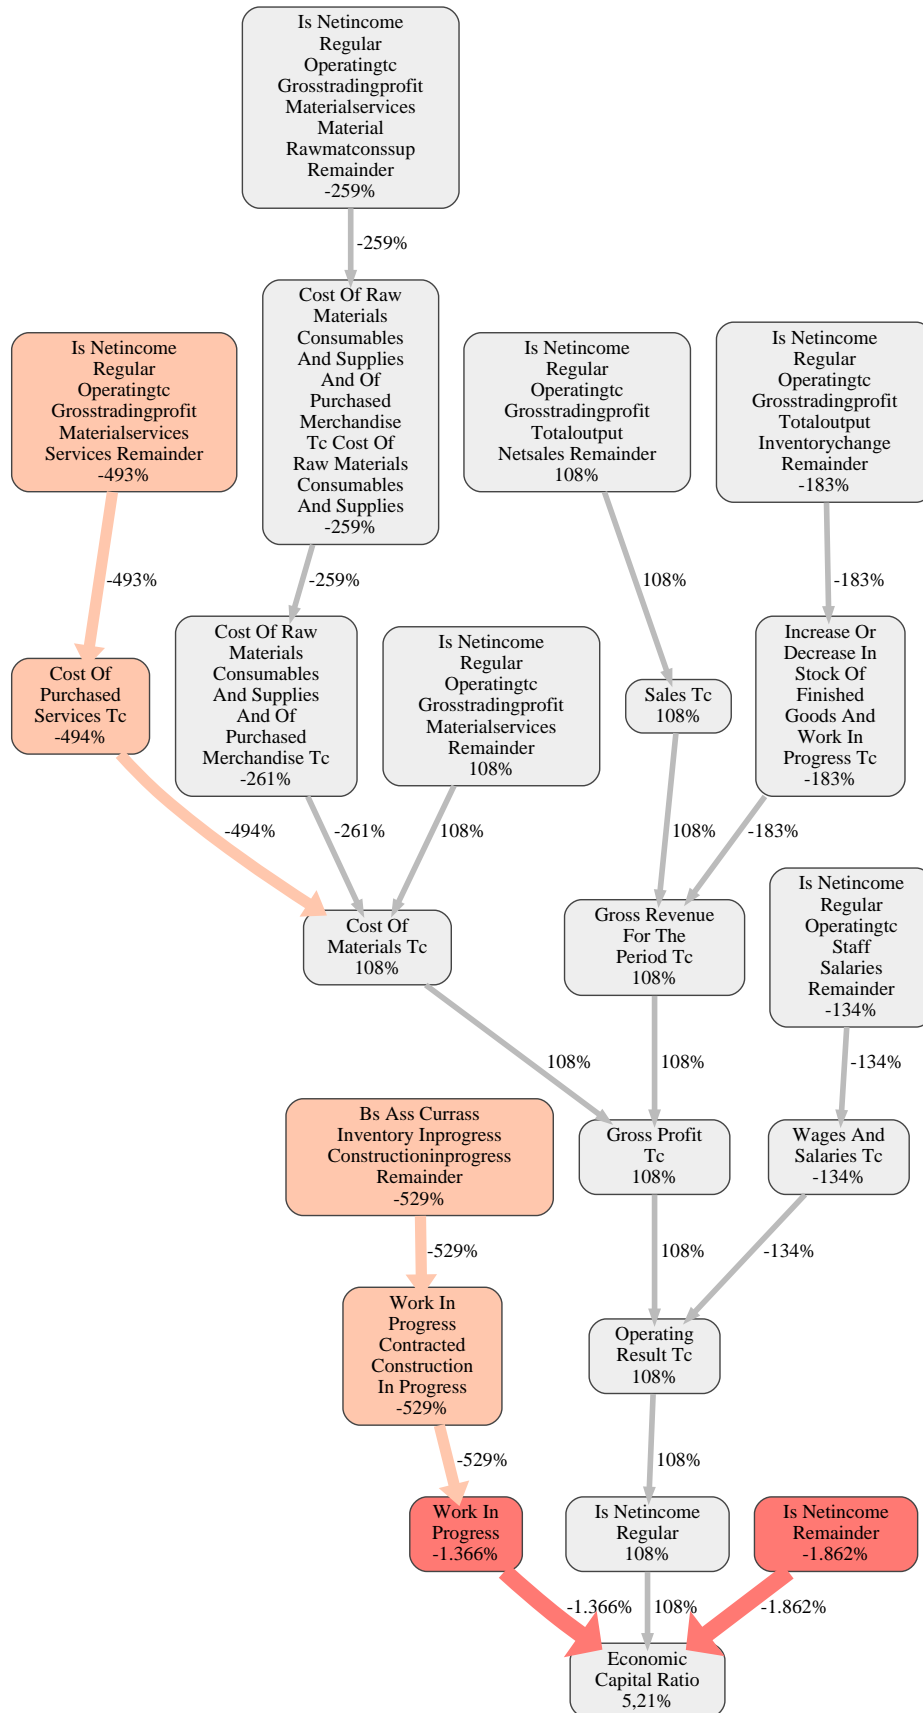 Is Netincome
Regular
Operatingtc
Grosstradingprofit
Materialservices
Material
Rawmatconssup
Remainder
-259%
-259%
Cost Of Raw
Materials
Consumables
And Supplies
And Of
Purchased
Merchandise
Tc Cost Of
Raw Materials
Consumables
And Supplies
-259%
Is Netincome
Regular
Operatingtc
Grosstradingprofit
Materialservices
Services Remainder
-493%
Is Netincome
Regular
Operatingtc
Grosstradingprofit
Totaloutput
Netsales Remainder
108%
Is Netincome
Regular
Operatingtc
Grosstradingprofit
Totaloutput
Inventorychange
Remainder
-183%
-493%
-259%
108%
-183%
Cost Of
Purchased
Services Tc
-494%
Cost Of Raw
Materials
Consumables
And Supplies
And Of
Purchased
Merchandise Tc
-261%
Is Netincome
Regular
Operatingtc
Grosstradingprofit
Materialservices
Remainder
108%
Sales Tc
108%
Increase Or
Decrease In
Stock Of
Finished
Goods And
Work In
Progress Tc
-183%
-494%
-261%
108%
108%
-183%
Cost Of
Materials Tc
108%
Gross Revenue
For The
Period Tc
108%
Is Netincome
Regular
Operatingtc
Staff
Salaries
Remainder
-134%
108%
108%
-134%
Bs Ass Currass
Inventory Inprogress
Constructioninprogress
Remainder
-529%
Gross Profit
Tc
108%
Wages And
Salaries Tc
-134%
-529%
108%
-134%
Work In
Progress
Contracted
Construction
In Progress
-529%
Operating
Result Tc
108%
-529%
108%
Work In
Progress
-1.366%
Is Netincome
Regular
108%
Is Netincome
Remainder
-1.862%
-1.366%
108%
-1.862%
Economic
Capital Ratio
5,21%